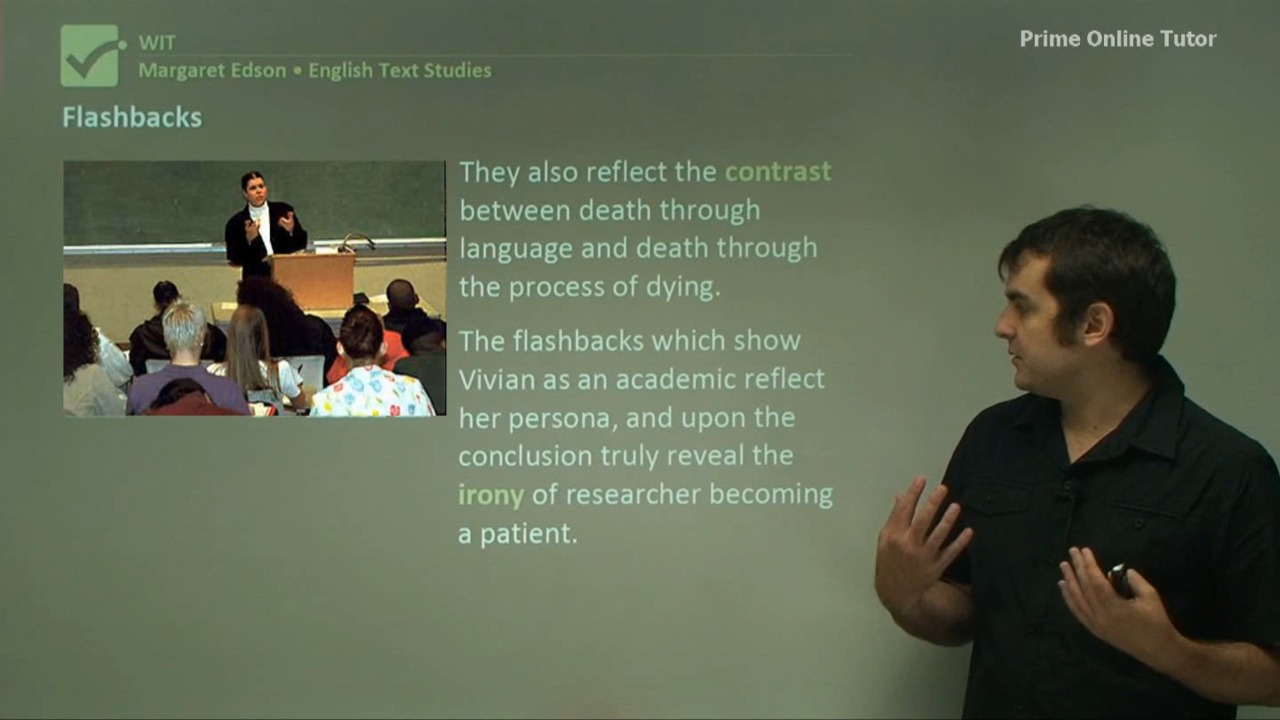 WIT
Prime Online Tutor
Margaret Edson • English Text Studies
Flashbacks
They also reflect the contrast
between death through
language and death through
the process of dying.
The flashbacks which show
Vivian as an academic reflect
her persona, and upon the
conclusion truly reveal the
irony of researcher becoming
a patient.